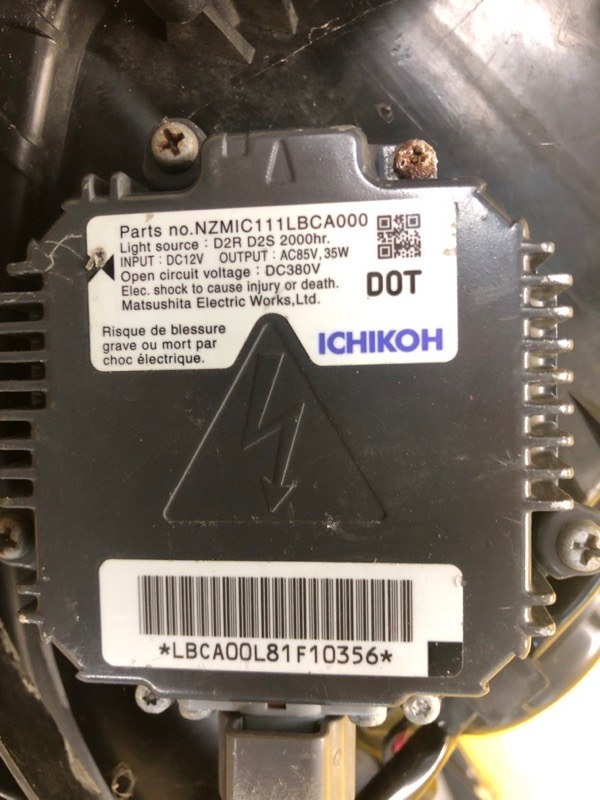 Parts no.NZMIC111LBCA000
Light source : D2R D2S 2000hr.
INPUT : DC12V OUTPUT : AC85V, 35W
Open circuit voltage : DC380V
Elec. shock to cause injury or death.
Matsushita Electric Works,Ltd.
DOT
Risque de blessure
grave ou mort par
choc électrique.
ICHIKOH
*LBCA00L81F10356*